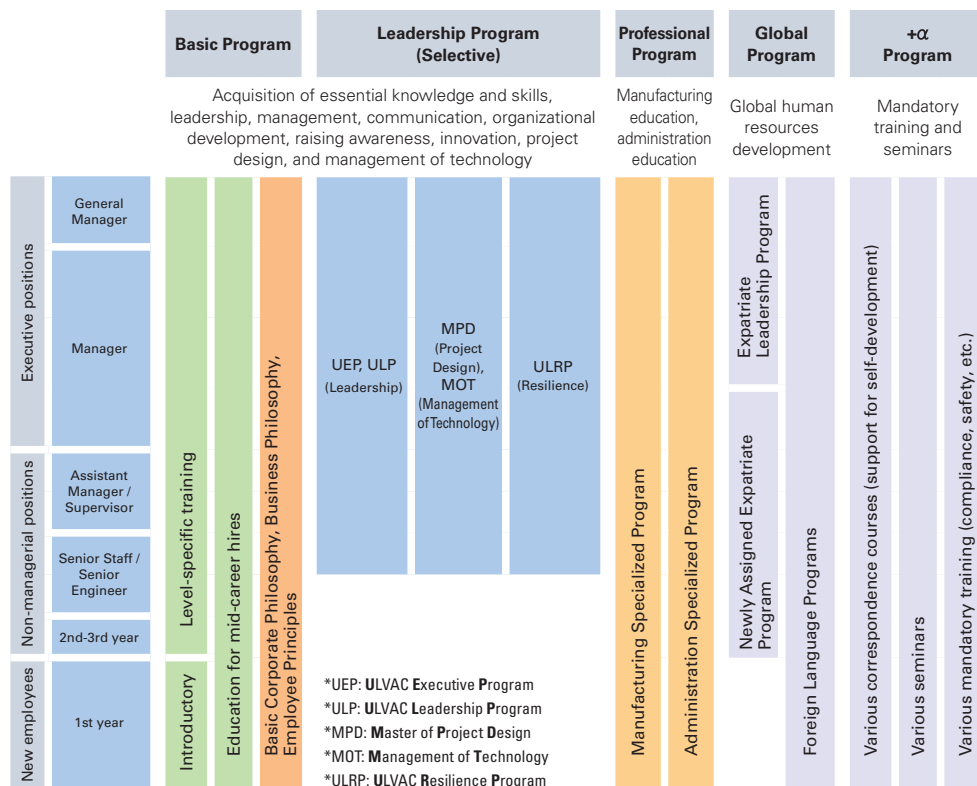 Basic Program
Leadership Program
(Selective)
Professional
Program
Global
Program
+α
Program
Acquisition of essential knowledge and skills,
leadership, management, communication, organizational
development, raising awareness, innovation, project
design, and management of technology
Manufacturing
education,
administration
education
Global human
resources
development
Mandatory
training and
seminars
Executive positions
General
Manager
Manager
Non-managerial positions
Assistant
Manager /
Supervisor
Senior Staff /
Senior
Engineer
2nd-3rd year
New employees
1st year
Level-specific training
Introductory
Education for mid-career hires
Basic Corporate Philosophy, Business Philosophy,
Employee Principles
UEP, ULP
(Leadership)
MPD
(Project
Design),
MOT
(Management
of Technology)
ULRP
(Resilience)
*UEP: ULVAC Executive Program
*ULP: ULVAC Leadership Program
*MPD: Master of Project Design
*MOT: Management of Technology
*ULRP: ULVAC Resilience Program
Manufacturing Specialized Program
Administration Specialized Program
Expatriate
Leadership Program
Newly Assigned Expatriate
Program
Foreign Language Programs
Various correspondence courses (support for self-development)
Various seminars
Various mandatory training (compliance, safety, etc.)